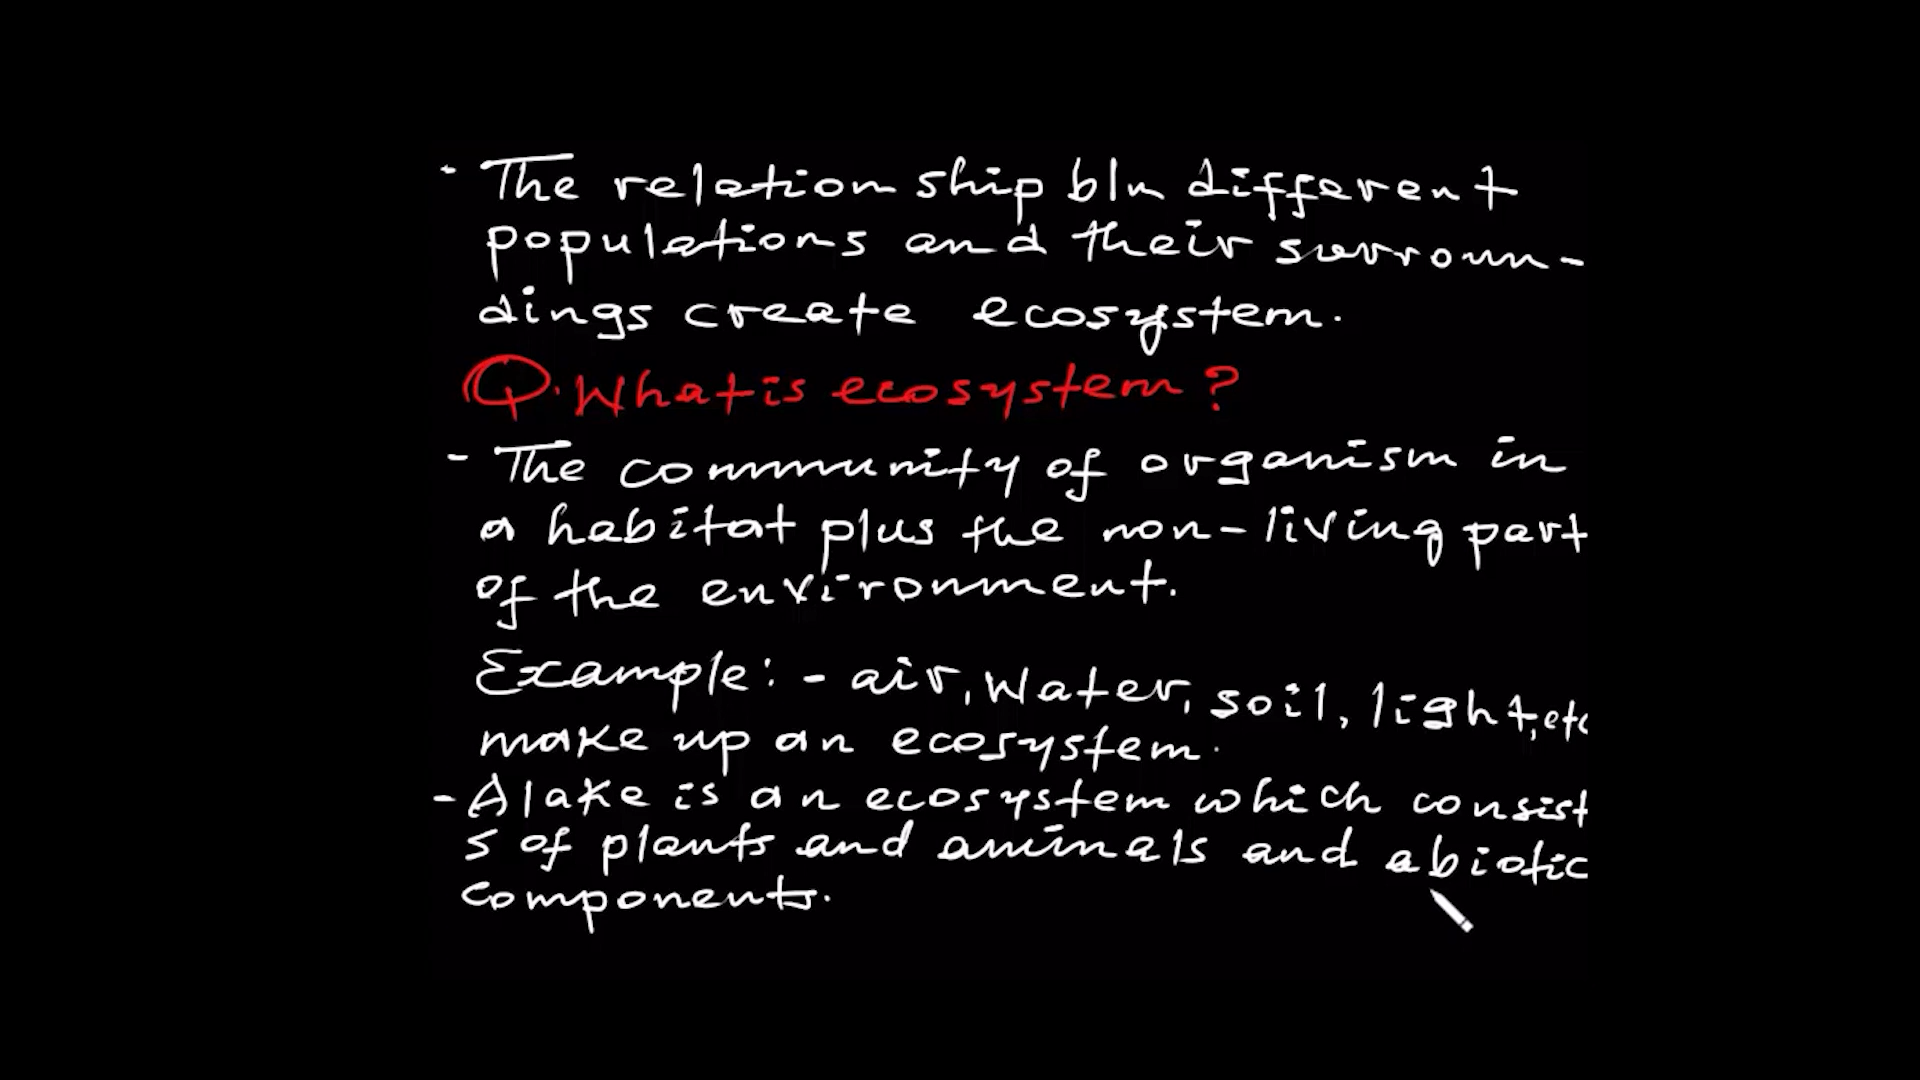 · The relation ship b/n different
populations and their surroun-
dings create ecosystem.
Q. What is ecosystem?
- The community of organism in
a habitat plus the non-living part
of the environment.
Example: - air, water, soil, light, etc
make up an ecosystem.
- A lake is an ecosystem which consist
s of plants and animals and abiotic
components.